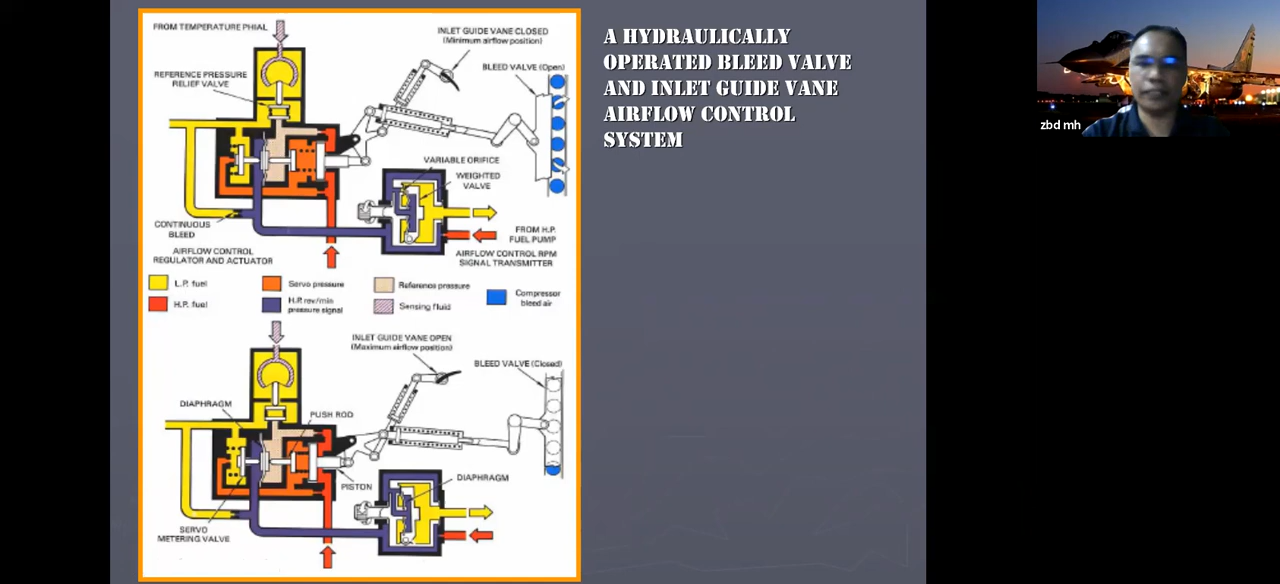 FROM TEMPERATURE PHIAL
INLET GUIDE VANE CLOSED
(Minimum airflow position)
BLEED VALVE (Open)
REFERENCE PRESSURE
RELIEF VALVE
VARIABLE ORIFICE
WEIGHTED
VALVE
CONTINUOUS
BLEED
FROM H.P.
FUEL PUMP
AIRFLOW CONTROL
REGULATOR AND ACTUATOR
AIRFLOW CONTROL RPM
SIGNAL TRANSMITTER
L.P. fuel
Servo pressure
Reference pressure
Compressor
bleed air
H.P. fuel
H.P. rev/min
pressure signal
Sensing fluid
INLET GUIDE VANE OPEN
(Maximum airflow position)
BLEED VALVE (Closed)
DIAPHRAGM
PUSH ROD
PISTON
DIAPHRAGM
SERVO
METERING VALVE
A HYDRAULICALLY
OPERATED BLEED VALVE
AND INLET GUIDE VANE
AIRFLOW CONTROL
SYSTEM
zbd mh